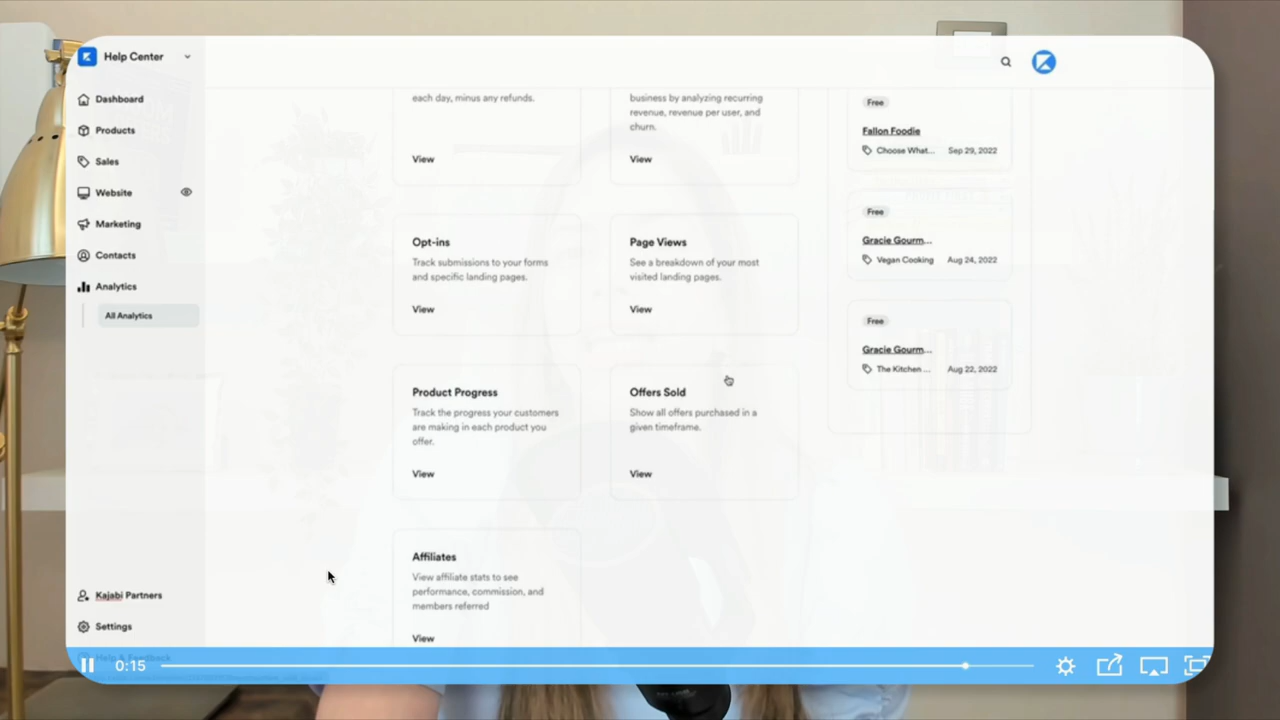 Help Center
Dashboard
Products
Sales
Website
Marketing
Contacts
Analytics
All Analytics
Kajabi Partners
Settings
Help & Feedback
each day, minus any refunds.
View
business by analyzing recurring
revenue, revenue per user, and
churn.
View
Opt-ins
Track submissions to your forms
and specific landing pages.
View
Page Views
See a breakdown of your most
visited landing pages.
View
Product Progress
Track the progress your customers
are making in each product you
offer.
View
Offers Sold
Show all offers purchased in a
given timeframe.
View
Affiliates
View affiliate stats to see
performance, commission, and
members referred
View
Free
Fallon Foodie
Choose What... Sep 29, 2022
Free
Gracie Gourm...
Vegan Cooking Aug 24, 2022
Free
Gracie Gourm...
The Kitchen ... Aug 22, 2022
0:15